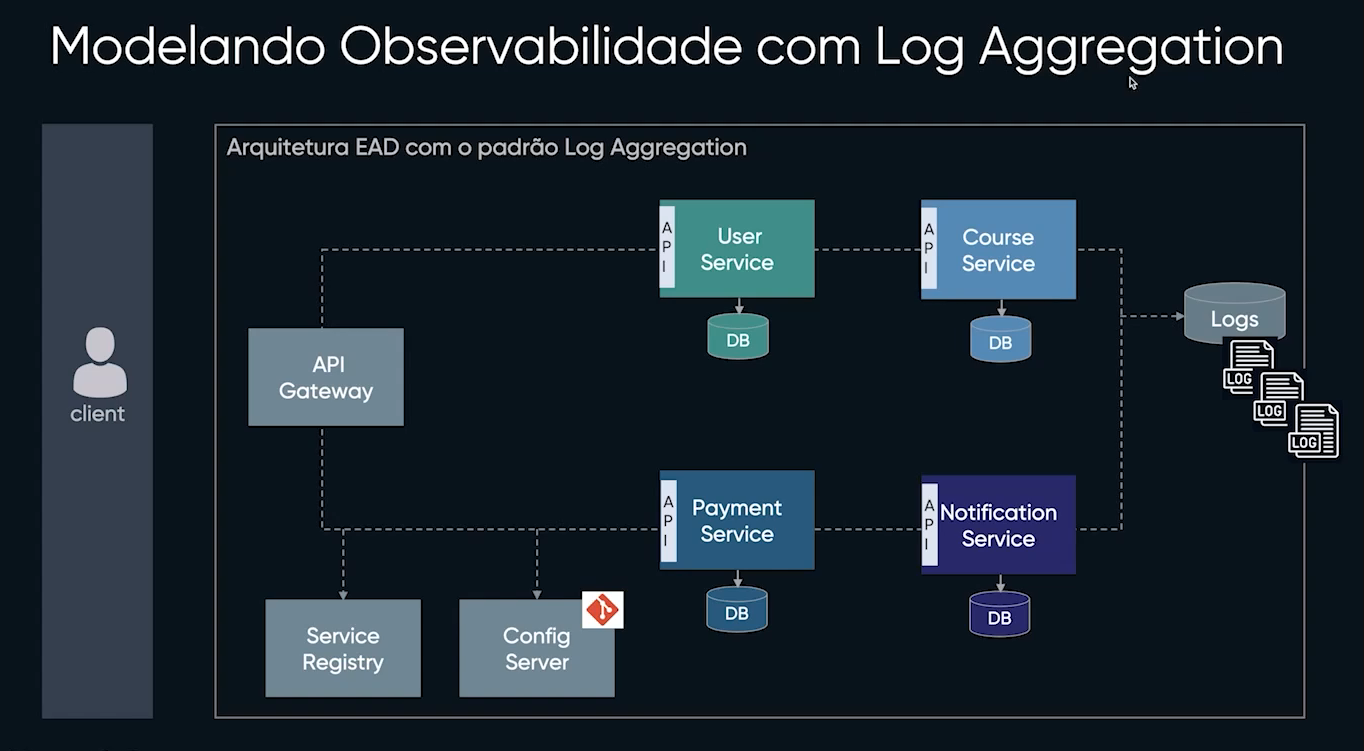 Modelando Observabilidade com Log Aggregation
Arquitetura EAD com o padrão Log Aggregation
client
API
Gateway
API
User
Service
DB
API
Course
Service
DB
Logs
LOG
LOG
LOG
API
Payment
Service
DB
API
Notification
Service
DB
Service
Registry
Config
Server